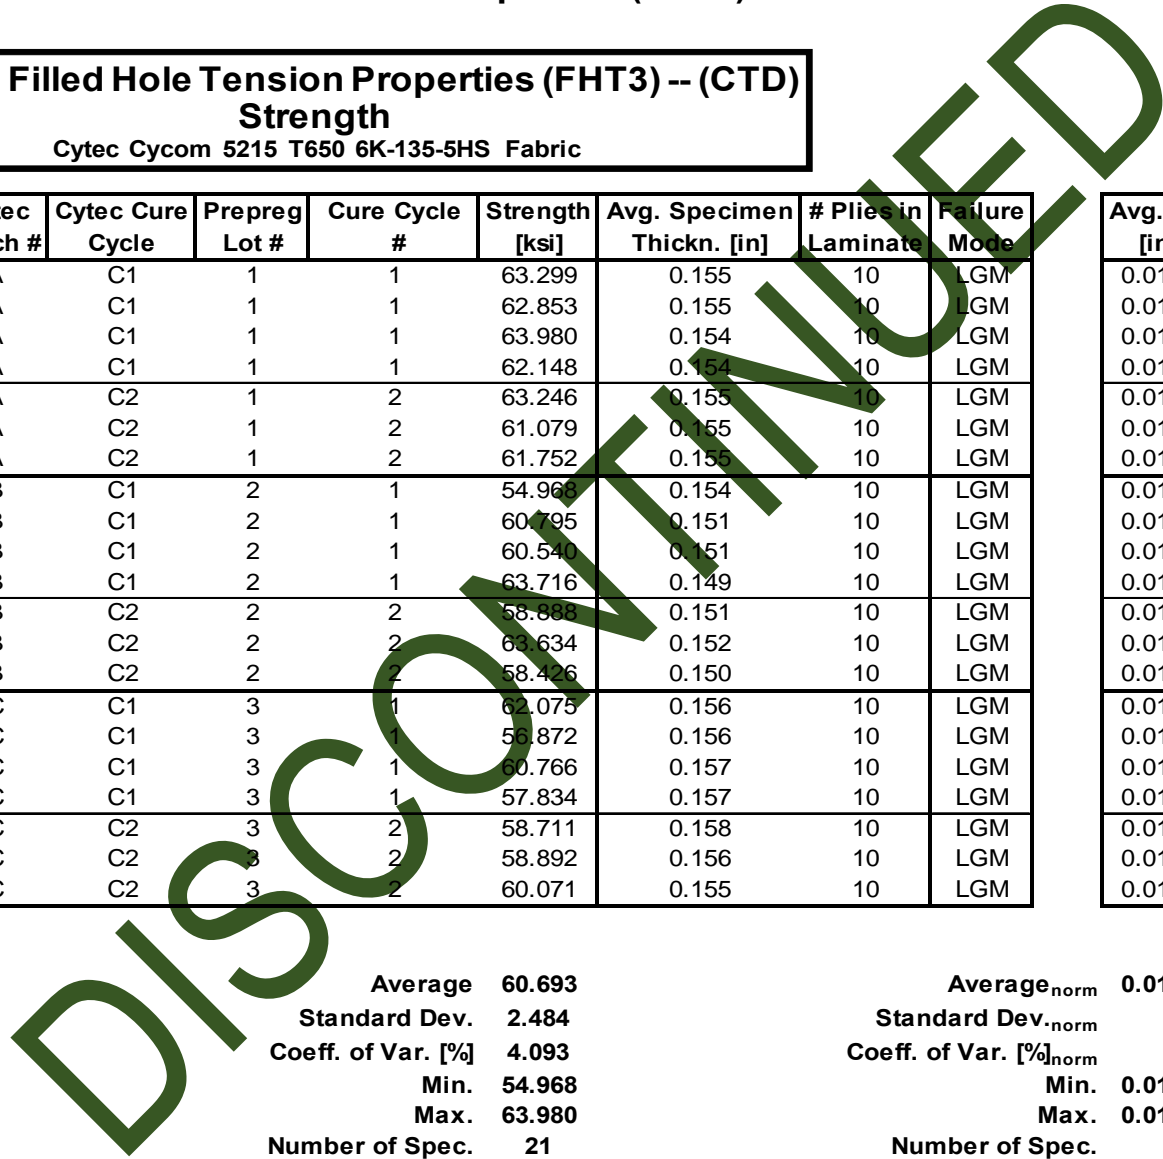 Filled Hole Tension Properties (FHT3) -- (CTD)
Strength
Cytec Cycom 5215 T650 6K-135-5HS Fabric
Cytec Cure Prepreg Cure Cycle Strength Avg. Specimen # Plies in Failure Avg.
Cycle Lot # # [ksi] Thickn. [in] Laminate Mode
C1 1 1 63.299 0.155 10 LGM
C1 1 1 62.853 0.155 10 LGM
C1 1 1 63.980 0.154 10 LGM
C1 1 1 62.148 0.154 10 LGM
C2 1 2 63.246 0.155 10 LGM
C2 1 2 61.079 0.155 10 LGM
C2 1 2 61.752 0.155 10 LGM
C1 2 1 54.968 0.154 10 LGM
C1 2 1 60.795 0.151 10 LGM
C1 2 1 60.540 0.151 10 LGM
C1 2 1 63.716 0.149 10 LGM
C2 2 2 58.888 0.151 10 LGM
C2 2 2 63.634 0.152 10 LGM
C2 2 2 58.426 0.150 10 LGM
C1 3 1 62.075 0.156 10 LGM
C1 3 1 56.872 0.156 10 LGM
C1 3 1 60.766 0.157 10 LGM
C1 3 1 57.834 0.157 10 LGM
C2 3 2 58.711 0.158 10 LGM
C2 3 2 58.892 0.156 10 LGM
C2 3 2 60.071 0.155 10 LGM
Average 60.693 Average norm
Standard Dev. 2.484 Standard Dev. norm
Coeff. of Var. [%] 4.093 Coeff. of Var. [%] norm
Min. 54.968 Min.
Max. 63.980 Max.
Number of Spec. 21 Number of Spec.
DISCONTINUED